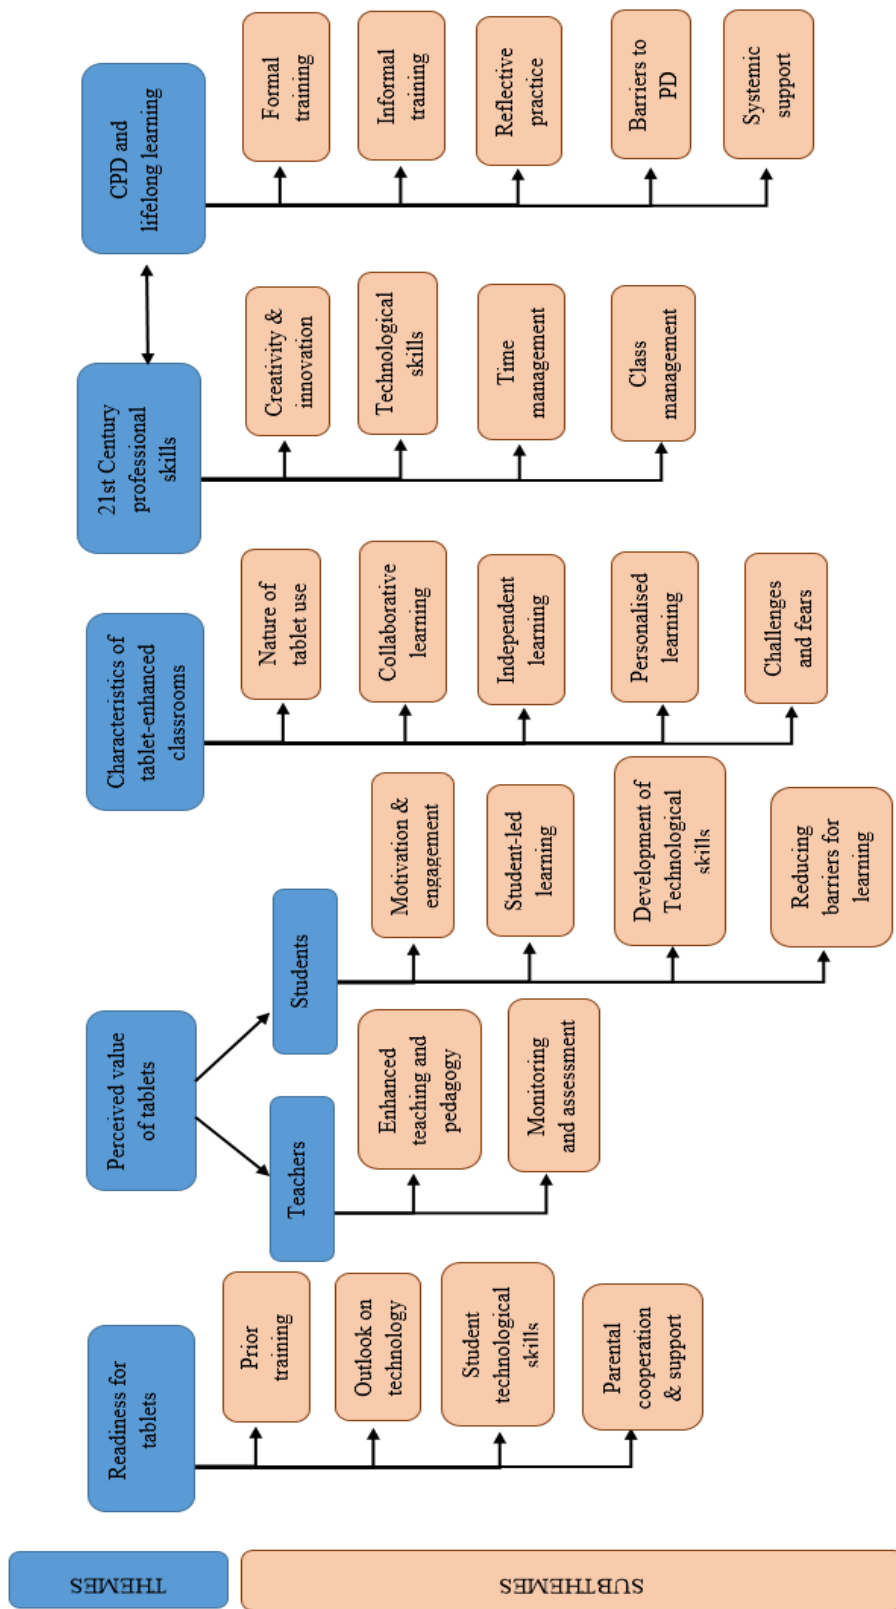 THEMES
SUBTHEMES
Readiness for
tablets
Prior
training
Outlook on
technology
Student
technological
skills
Parental
cooperation
& support
Perceived value
of tablets
Teachers
Enhanced
teaching and
pedagogy
Monitoring
and assessment
Students
Motivation &
engagement
Student-led
learning
Development of
Technological
skills
Reducing
barriers for
learning
Characteristics of
tablet-enhanced
classrooms
Nature of
tablet use
Collaborative
learning
Independent
learning
Personalised
learning
Challenges
and fears
21st Century
professional
skills
Creativity &
innovation
Technological
skills
Time
management
Class
management
CPD and
lifelong learning
Formal
training
Informal
training
Reflective
practice
Barriers to
PD
Systemic
support